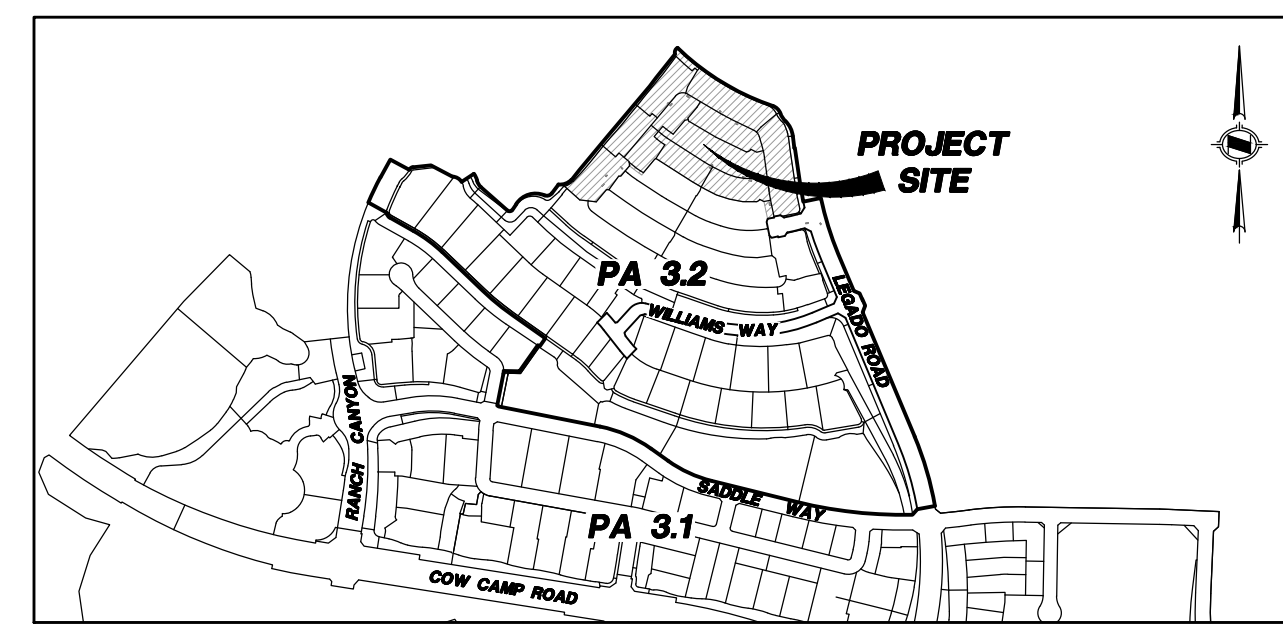 PROJECT
SITE
PA 3.2
WILLIAMS WAY
LEGADO ROAD
RANCH CANYON
SADDLE WAY
PA 3.1
COW CAMP ROAD